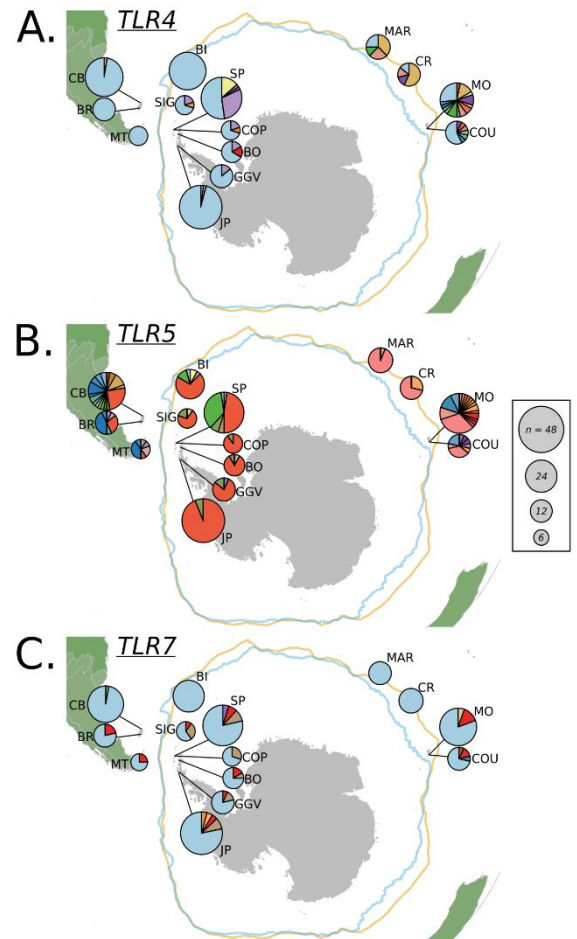 A. TLR4
BI
MAR
CR
CB
SP
MO
SIG
BR
COP
COU
MT
BO
GGV
JP
B. TLR5
MAR
BI
CR
CB
SP
MO
SIG
BR
COP
COU
MT
BO
GGV
JP
n = 48
24
12
6
C. TLR7
MAR
BI
CR
CB
SP
MO
SIG
BR
COP
COU
MT
BO
GGV
JP